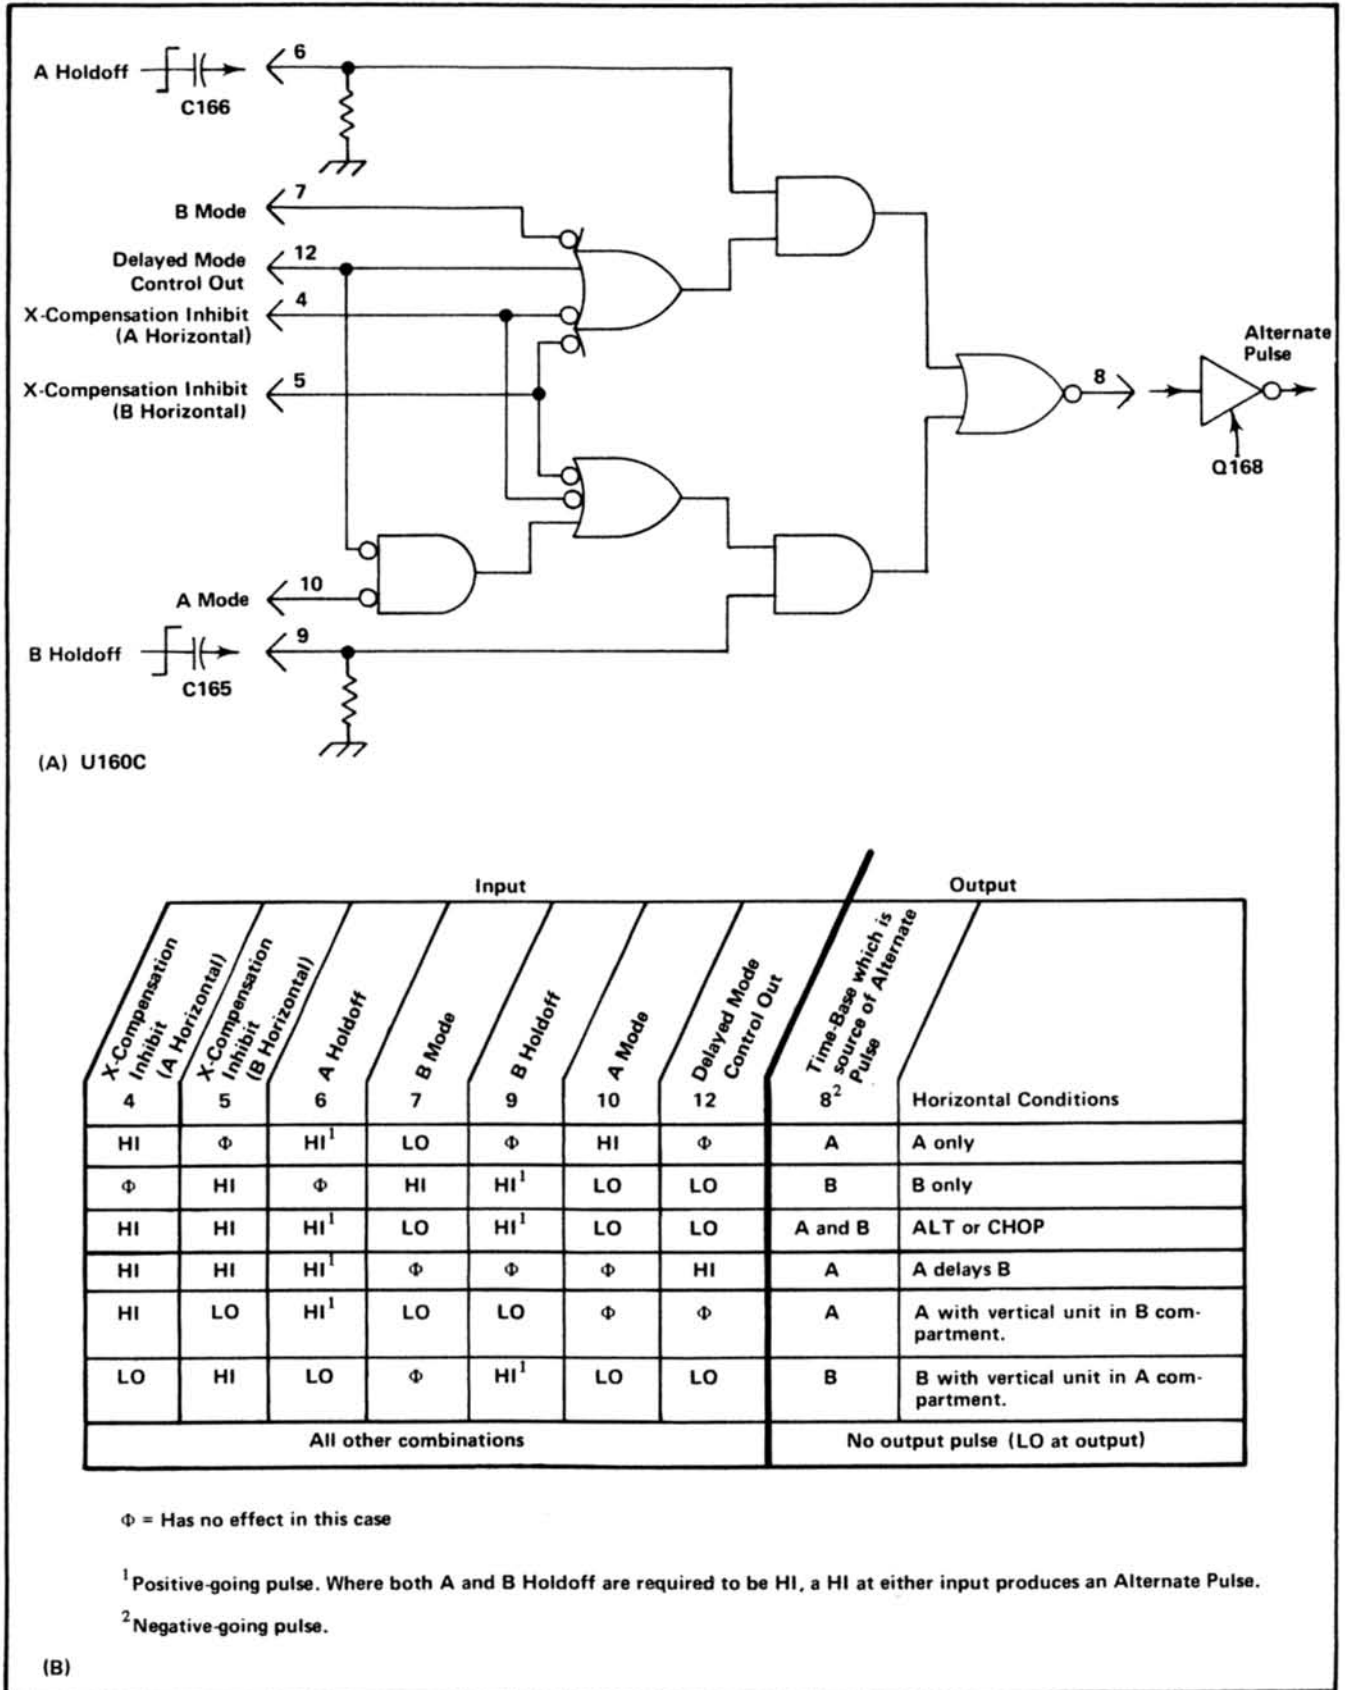 6
A Holdoff
C166
7
B Mode
12
Delayed Mode
Control Out
4
X-Compensation Inhibit
(A Horizontal)
5
X-Compensation Inhibit
(B Horizontal)
Alternate
Pulse
8
Q168
10
A Mode
9
B Holdoff
C165
(A) U160C
Input
Output
X-Compensation
Inhibit
(A Horizontal)
X-Compensation
Inhibit
(B Horizontal)
A Holdoff
B Mode
B Holdoff
A Mode
Delayed Mode
Control Out
Time-Base which is
source of Alternate
Pulse
4 5 6 7 9 10 12 8² Horizontal Conditions
HI Φ HI¹ LO Φ HI Φ A A only
Φ HI Φ HI HI¹ LO LO B B only
HI HI HI¹ LO HI¹ LO LO A and B ALT or CHOP
HI HI HI¹ Φ Φ Φ HI A A delays B
HI LO HI¹ LO LO Φ Φ A A with vertical unit in B com-
partment.
LO HI LO Φ HI¹ LO LO B B with vertical unit in A com-
partment.
All other combinations No output pulse (LO at output)
Φ = Has no effect in this case
¹Positive-going pulse. Where both A and B Holdoff are required to be HI, a HI at either input produces an Alternate Pulse.
²Negative-going pulse.
(B)